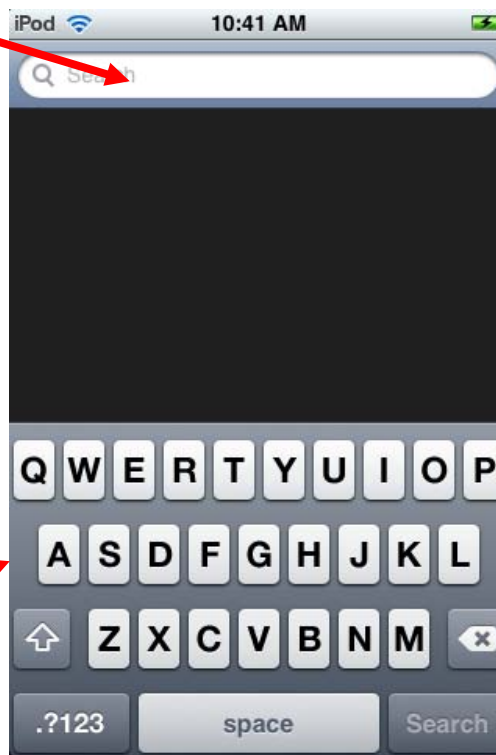 iPod 10:41 AM
Search
Q W E R T Y U I O P
A S D F G H J K L
Z X C V B N M
.?123 space Search